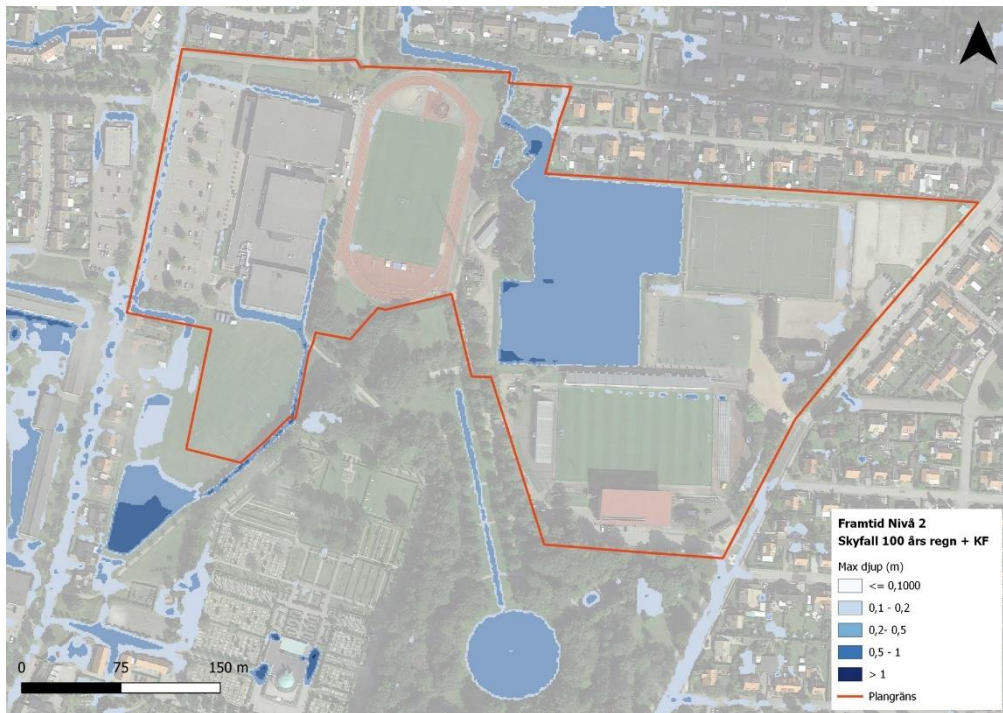 Framtid Nivå 2
Skyfall 100 års regn + KF
Max djup (m)
<= 0,1000
0,1 - 0,2
0,2- 0,5
0,5 - 1
> 1
Plangräns
0 75 150 m